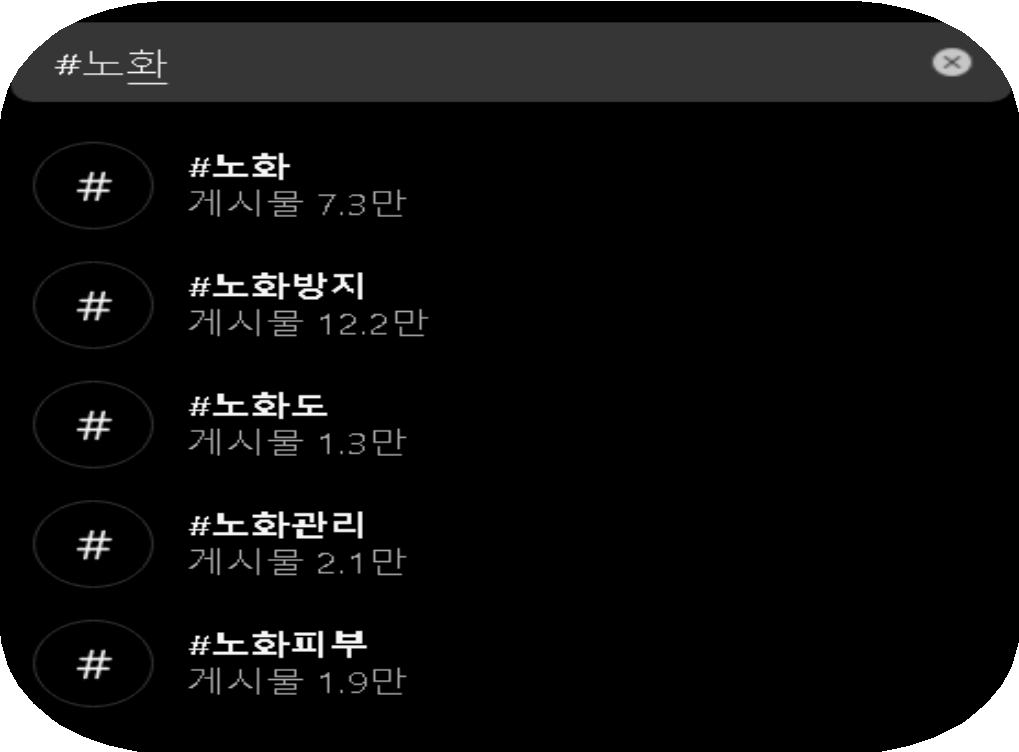 #노화
#
#노화
게시물 7.3만
#
#노화방지
게시물 12.2만
#
#노화도
게시물 1.3만
#
#노화관리
게시물 2.1만
#
#노화피부
게시물 1.9만